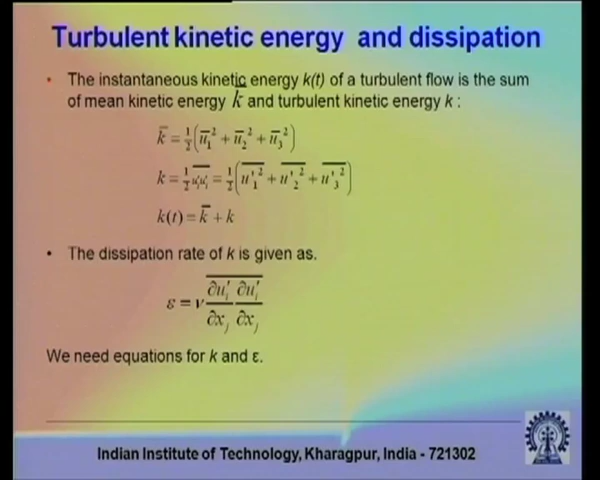 Turbulent kinetic energy and dissipation
• The instantaneous kinetic energy k(t) of a turbulent flow is the sum
of mean kinetic energy k̅ and turbulent kinetic energy k :
k̅ = ½(u̅₁² + u̅₂² + u̅₃²)
k = ½ \overline{u'ᵢu'ᵢ} = ½(\overline{u'₁²} + \overline{u'₂²} + \overline{u'₃²})
k(t) = k̅ + k
• The dissipation rate of k is given as.
ε = ν \overline{∂u'ᵢ/∂xⱼ ∂u'ᵢ/∂xⱼ}
We need equations for k and ε.
Indian Institute of Technology, Kharagpur, India - 721302